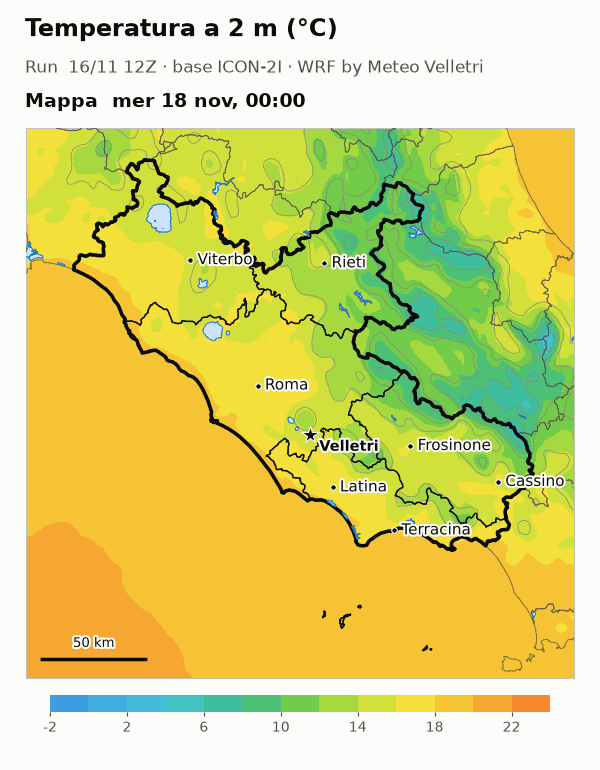 Temperatura a 2 m (°C)
Run  16/11 12Z · base ICON-2I · WRF by Meteo Velletri
Mappa  mer 18 nov, 00:00
Viterbo
Rieti
Roma
Velletri
Frosinone
Cassino
Latina
Terracina
50 km
-2 2 6 10 14 18 22